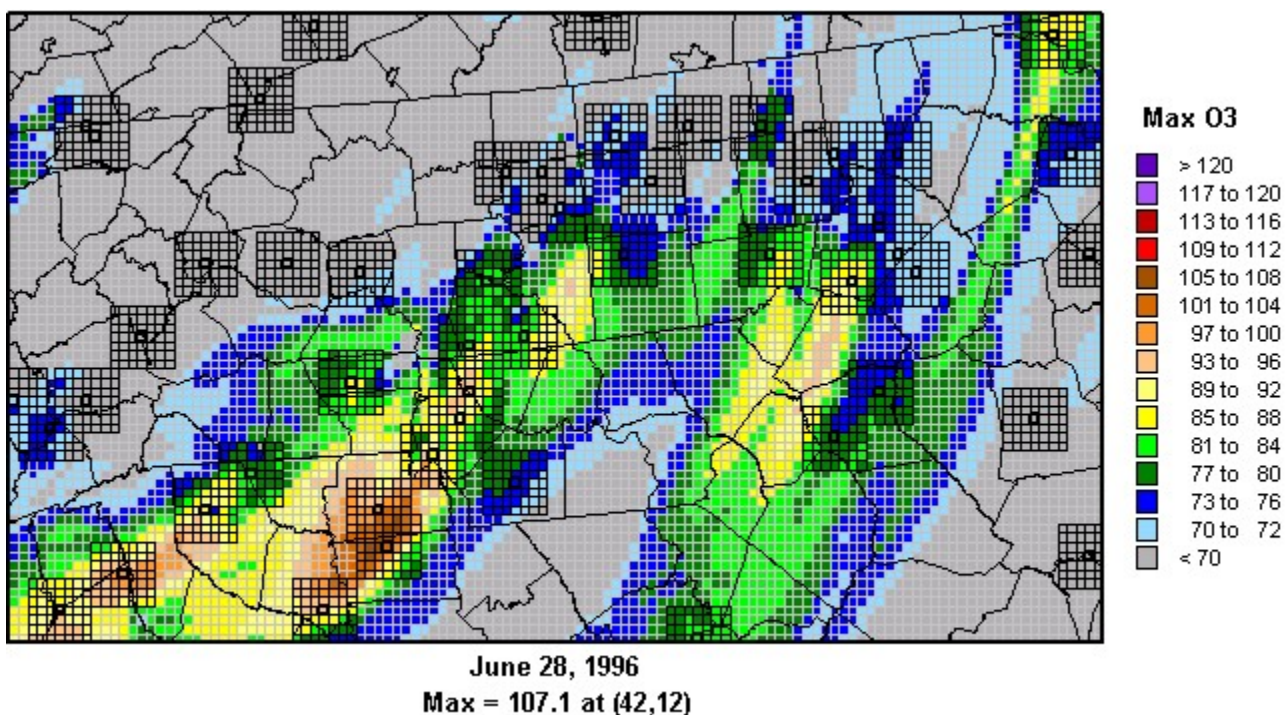 Max O3
> 120
117 to 120
113 to 116
109 to 112
105 to 108
101 to 104
97 to 100
93 to 96
89 to 92
85 to 88
81 to 84
77 to 80
73 to 76
70 to 72
< 70
June 28, 1996
Max = 107.1 at (42,12)